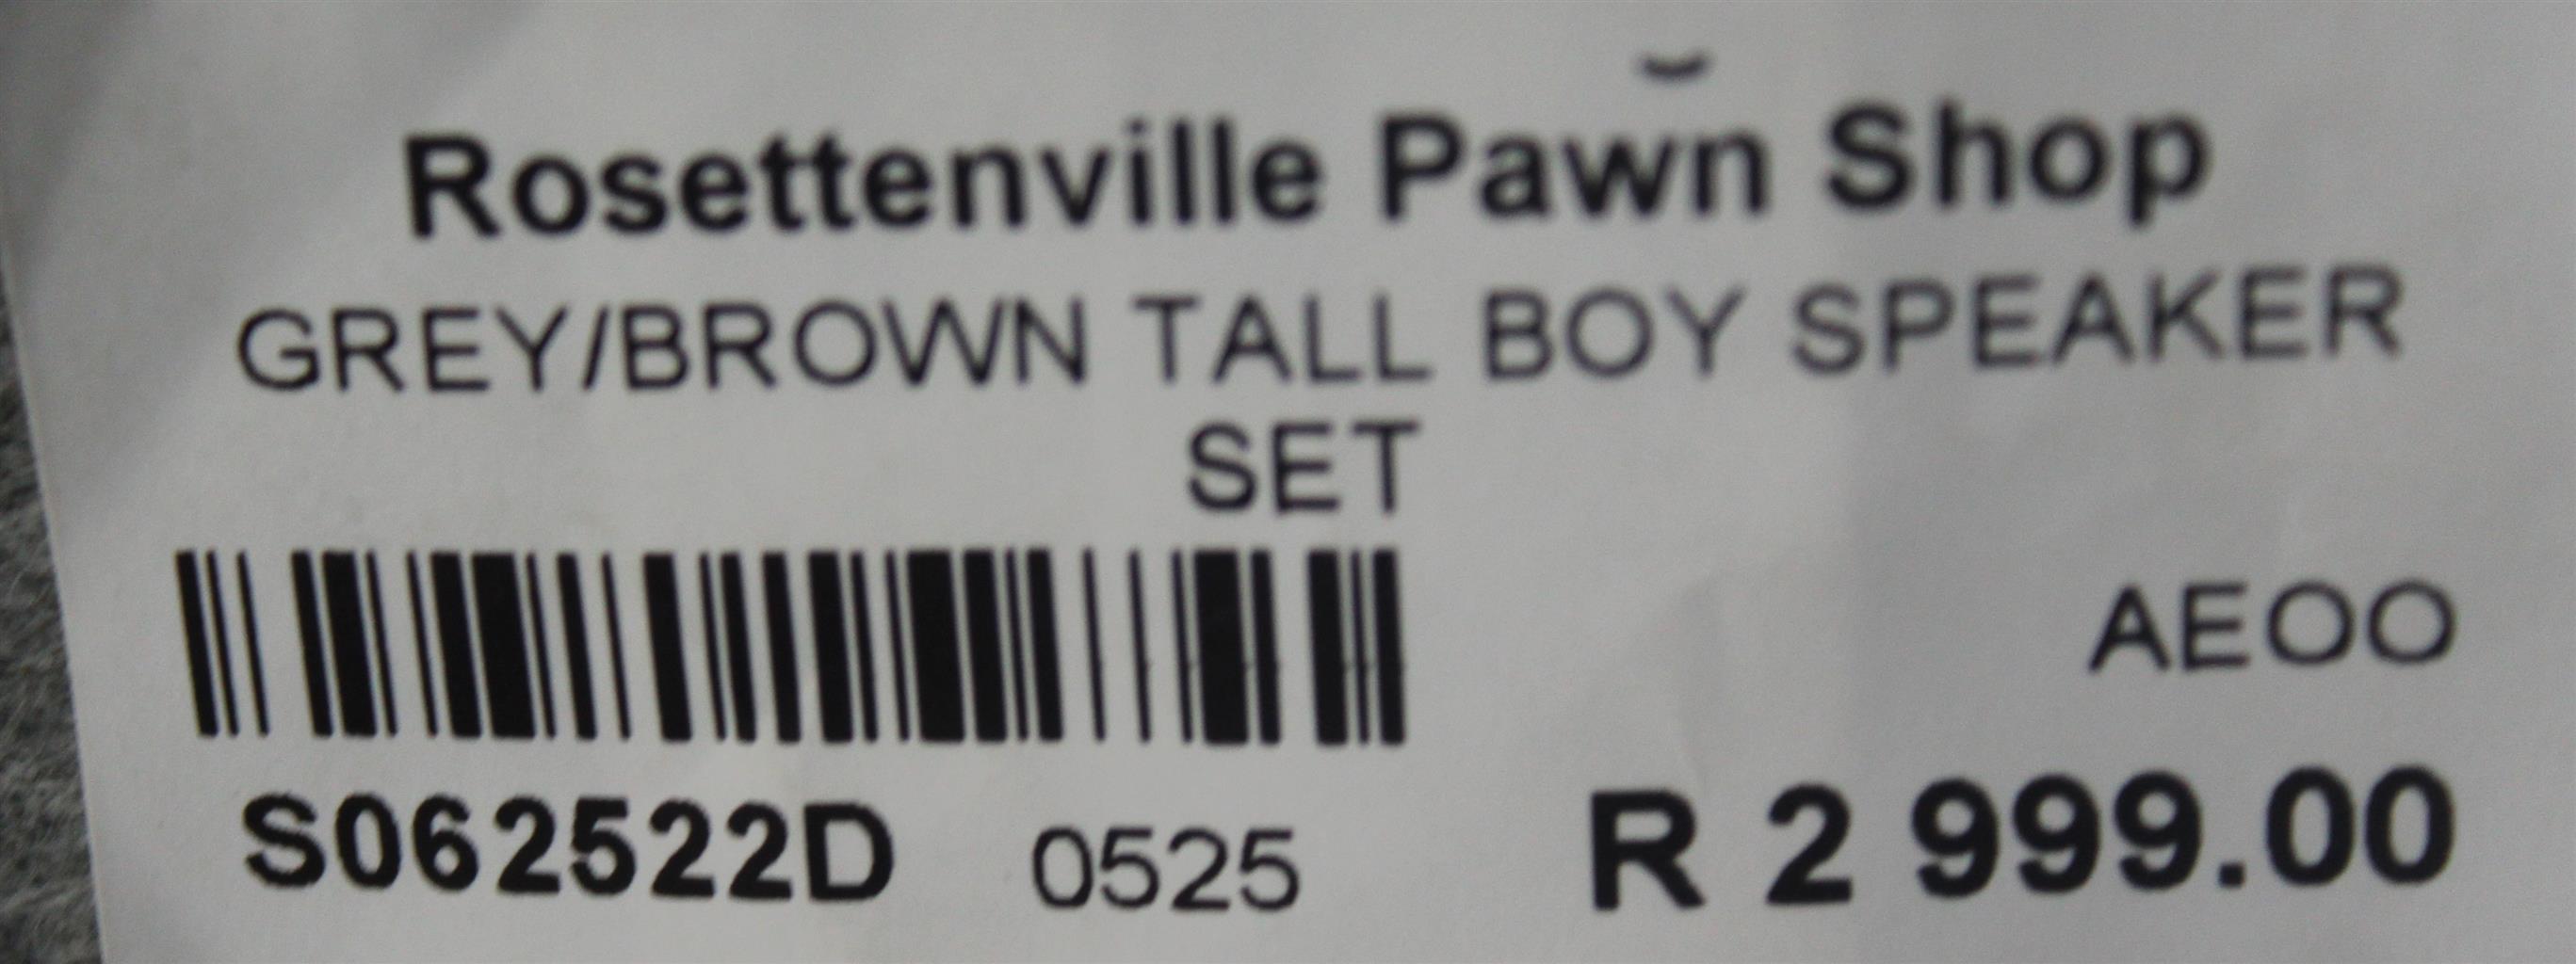 Rosettenville Pawn Shop
GREY/BROWN TALL BOY SPEAKER
SET
AEOO
S062522D 0525 R 2 999.00